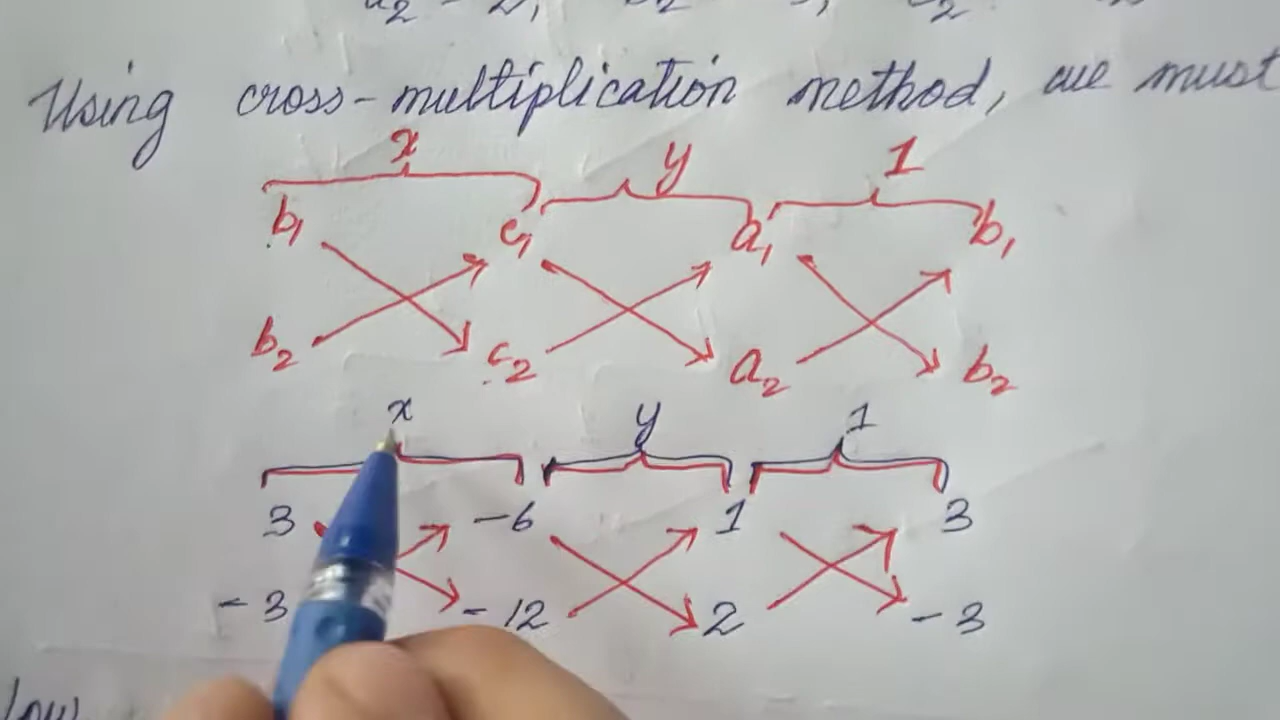 Using cross-multiplication method, we must
x y 1
b₁ c₁ a₁ b₁
b₂ c₂ a₂ b₂
x y 1
3 -6 1 3
-3 -12 2 -3